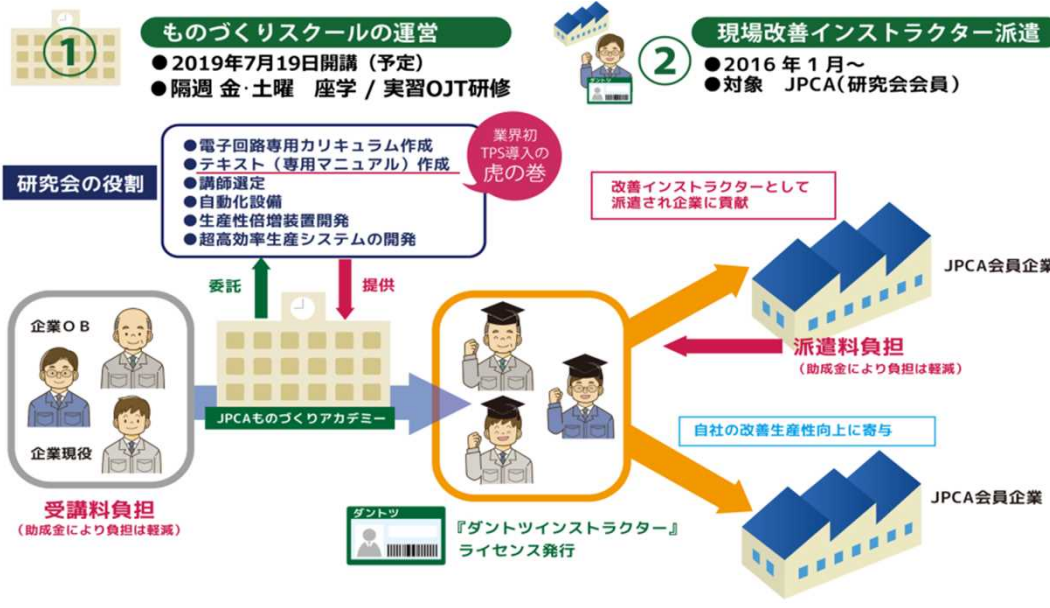 1
ものづくりスクールの運営
●2019年7月19日開講（予定）
●隔週 金・土曜 座学 / 実習OJT研修
ダントツ
2
現場改善インストラクター派遣
●2016 年 1 月～
●対象 JPCA（研究会会員）
研究会の役割
●電子回路専用カリキュラム作成
●テキスト（専用マニュアル）作成
●講師選定
●自動化設備
●生産性倍増装置開発
●超高効率生産システムの開発
業界初
TPS導入の
虎の巻
委託
提供
企業ＯＢ
企業現役
受講料負担
（助成金により負担は軽減）
JPCAものづくりアカデミー
ダントツ
『ダントツインストラクター』
ライセンス発行
改善インストラクターとして
派遣され企業に貢献
JPCA会員企業
派遣料負担
（助成金により負担は軽減）
自社の改善生産性向上に寄与
JPCA会員企業